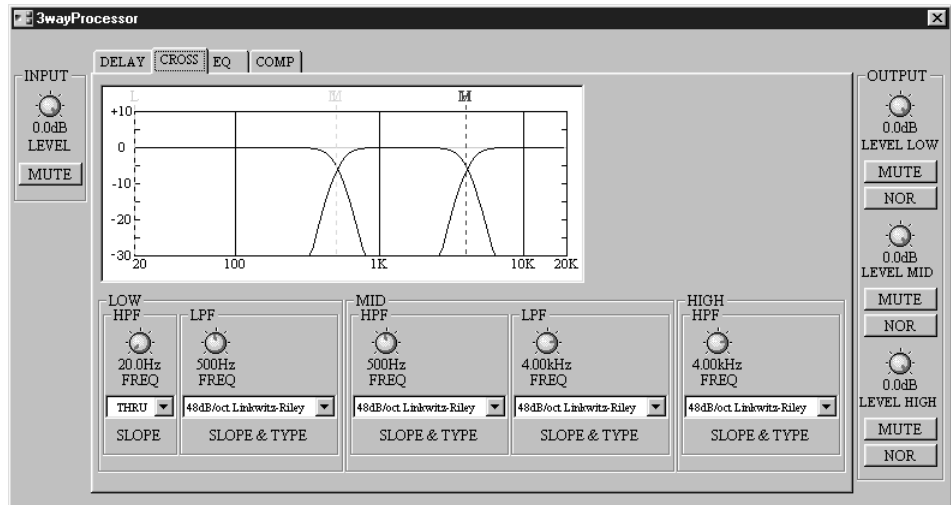 3wayProcessor
DELAY CROSS EQ COMP
INPUT
0.0dB
LEVEL
MUTE
L
M
+10
0
-10
-20
-30
20 100 1K 10K 20K
LOW
HPF
20.0Hz
FREQ
THRU
SLOPE
LPF
500Hz
FREQ
48dB/oct Linkwitz-Riley
SLOPE & TYPE
MID
HPF
500Hz
FREQ
48dB/oct Linkwitz-Riley
SLOPE & TYPE
LPF
4.00kHz
FREQ
48dB/oct Linkwitz-Riley
SLOPE & TYPE
HIGH
HPF
4.00kHz
FREQ
48dB/oct Linkwitz-Riley
SLOPE & TYPE
OUTPUT
0.0dB
LEVEL LOW
MUTE
NOR
0.0dB
LEVEL MID
MUTE
NOR
0.0dB
LEVEL HIGH
MUTE
NOR